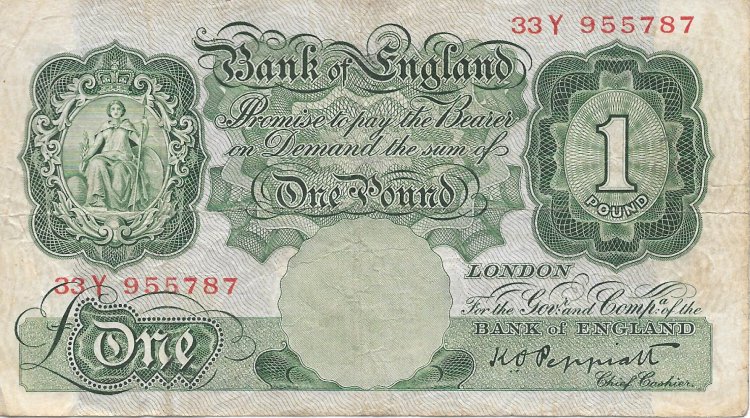 33Y 955787
Bank of England
Promise to pay the Bearer
on Demand the sum of
One Pound
1
POUND
33Y 955787
LONDON
For the Govr. and Compa. of the
BANK of ENGLAND
£One
K O Peppiatt
Chief Cashier.